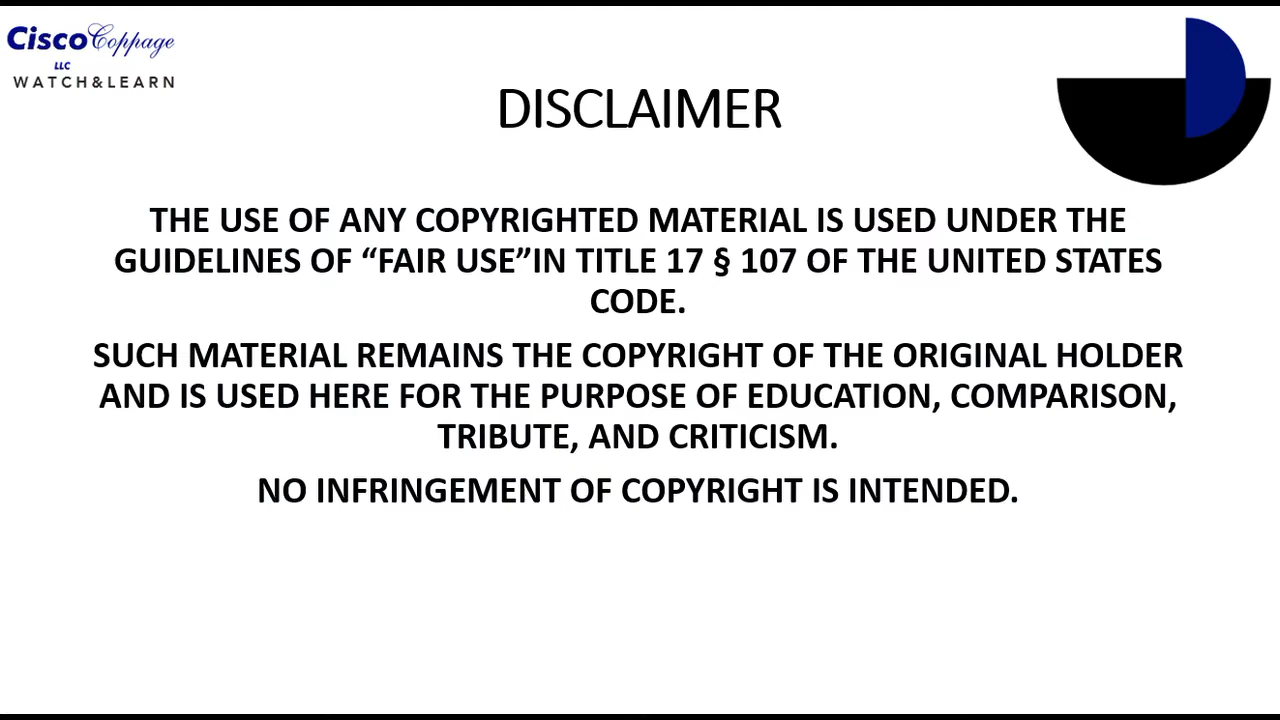 Cisco Coppage
LLC
WATCH&LEARN
DISCLAIMER
THE USE OF ANY COPYRIGHTED MATERIAL IS USED UNDER THE
GUIDELINES OF “FAIR USE”IN TITLE 17 § 107 OF THE UNITED STATES
CODE.
SUCH MATERIAL REMAINS THE COPYRIGHT OF THE ORIGINAL HOLDER
AND IS USED HERE FOR THE PURPOSE OF EDUCATION, COMPARISON,
TRIBUTE, AND CRITICISM.
NO INFRINGEMENT OF COPYRIGHT IS INTENDED.